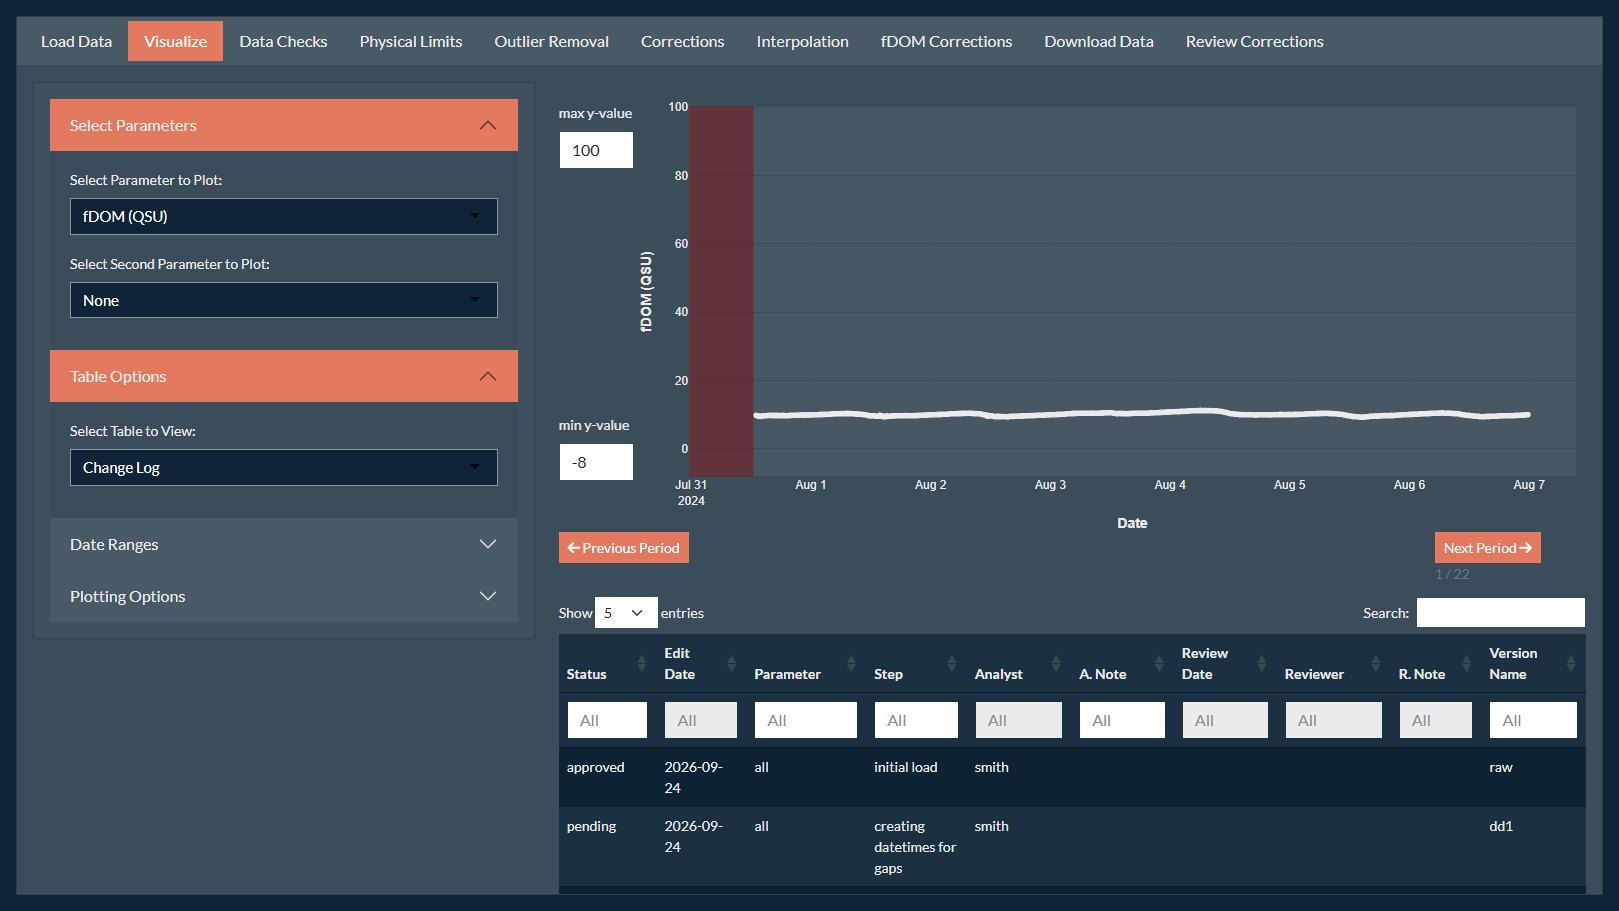 Load Data Visualize Data Checks Physical Limits Outlier Removal Corrections Interpolation fDOM Corrections Download Data Review Corrections
Select Parameters
Select Parameter to Plot:
fDOM (QSU)
Select Second Parameter to Plot:
None
Table Options
Select Table to View:
Change Log
Date Ranges
Plotting Options
max y-value
100
min y-value
-8
fDOM (QSU)
100
80
60
40
20
0
Jul 31 Aug 1 Aug 2 Aug 3 Aug 4 Aug 5 Aug 6 Aug 7
2024
Date
Previous Period
Next Period
1 / 22
Show 5 entries
Search:
Status Edit Date Parameter Step Analyst A. Note Review Date Reviewer R. Note Version Name
All All All All All All All All All All
approved 2026-09-24 all initial load smith raw
pending 2026-09-24 all creating datetimes for gaps smith dd1